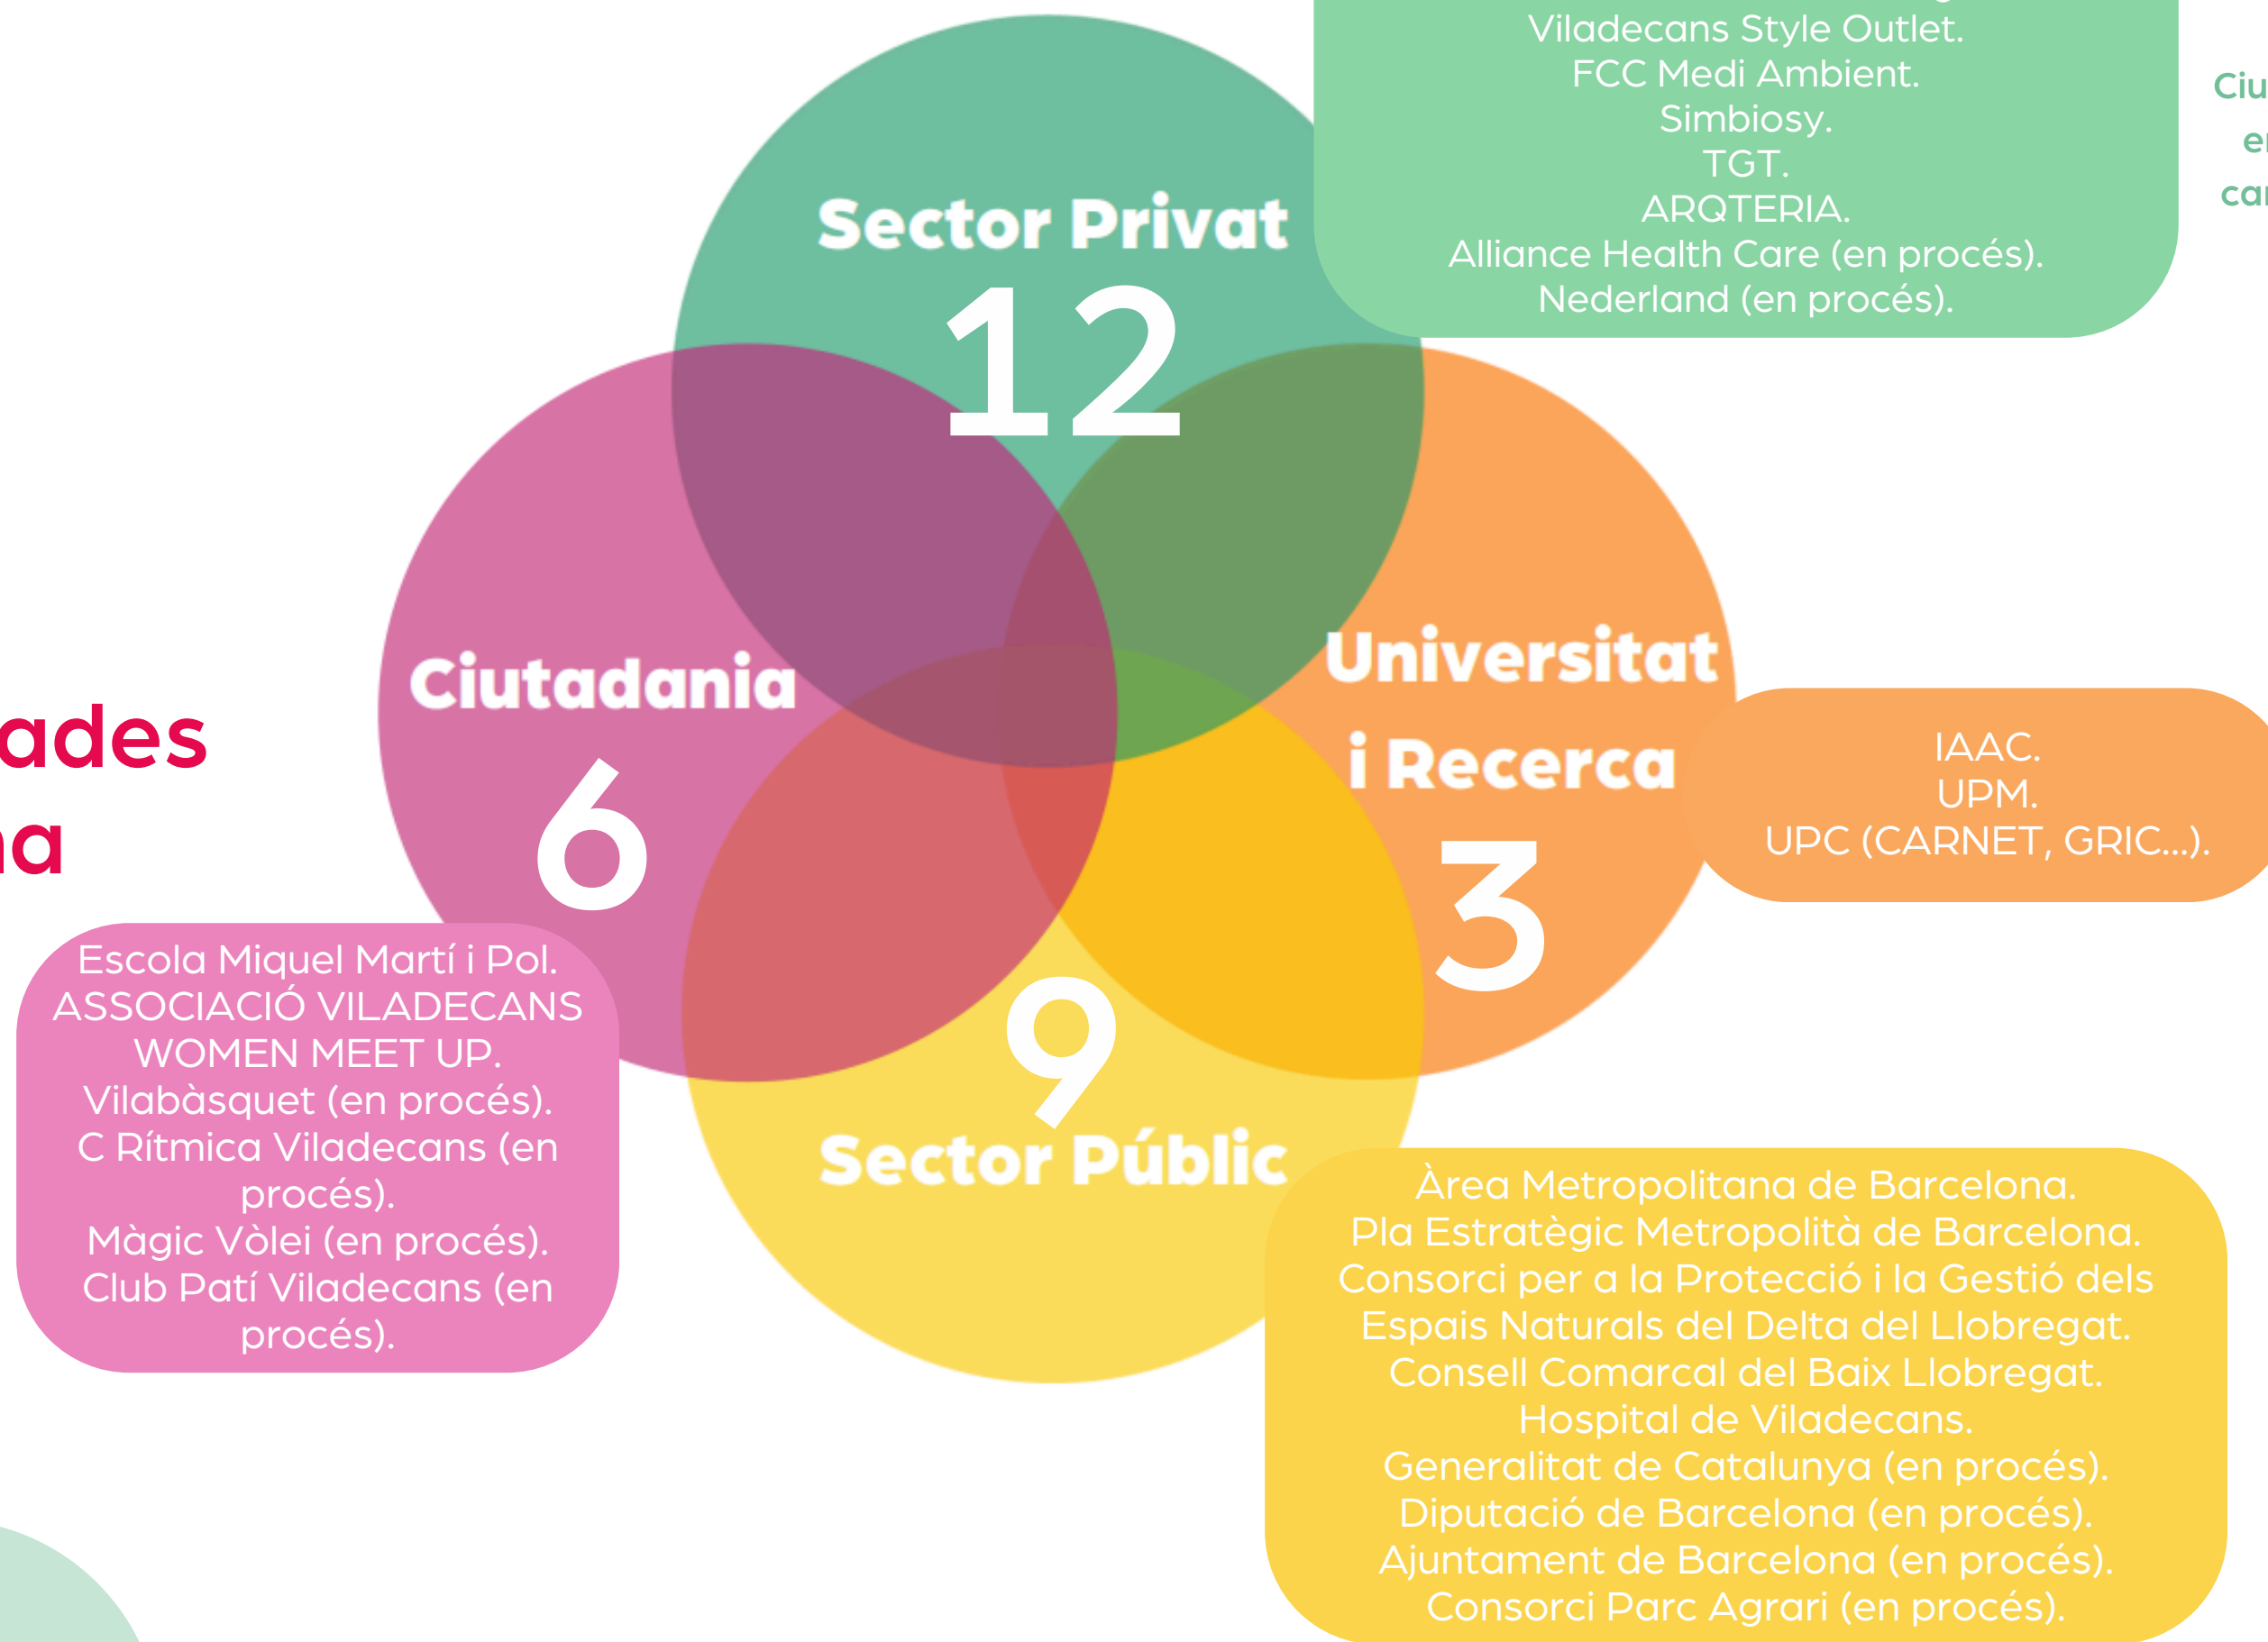 Viladecans Style Outlet.
FCC Medi Ambient.
Simbiosy.
TGT.
ARQTERIA.
Alliance Health Care (en procés).
Nederland (en procés).
Sector Privat
12
Ciutadania
6
Universitat
i Recerca
3
IAAC.
UPM.
UPC (CARNET, GRIC...).
Escola Miquel Martí i Pol.
ASSOCIACIÓ VILADECANS
WOMEN MEET UP.
Vilabàsquet (en procés).
C Rítmica Viladecans (en
procés).
Màgic Vòlei (en procés).
Club Patí Viladecans (en
procés).
9
Sector Públic
Àrea Metropolitana de Barcelona.
Pla Estratègic Metropolità de Barcelona.
Consorci per a la Protecció i la Gestió dels
Espais Naturals del Delta del Llobregat.
Consell Comarcal del Baix Llobregat.
Hospital de Viladecans.
Generalitat de Catalunya (en procés).
Diputació de Barcelona (en procés).
Ajuntament de Barcelona (en procés).
Consorci Parc Agrari (en procés).